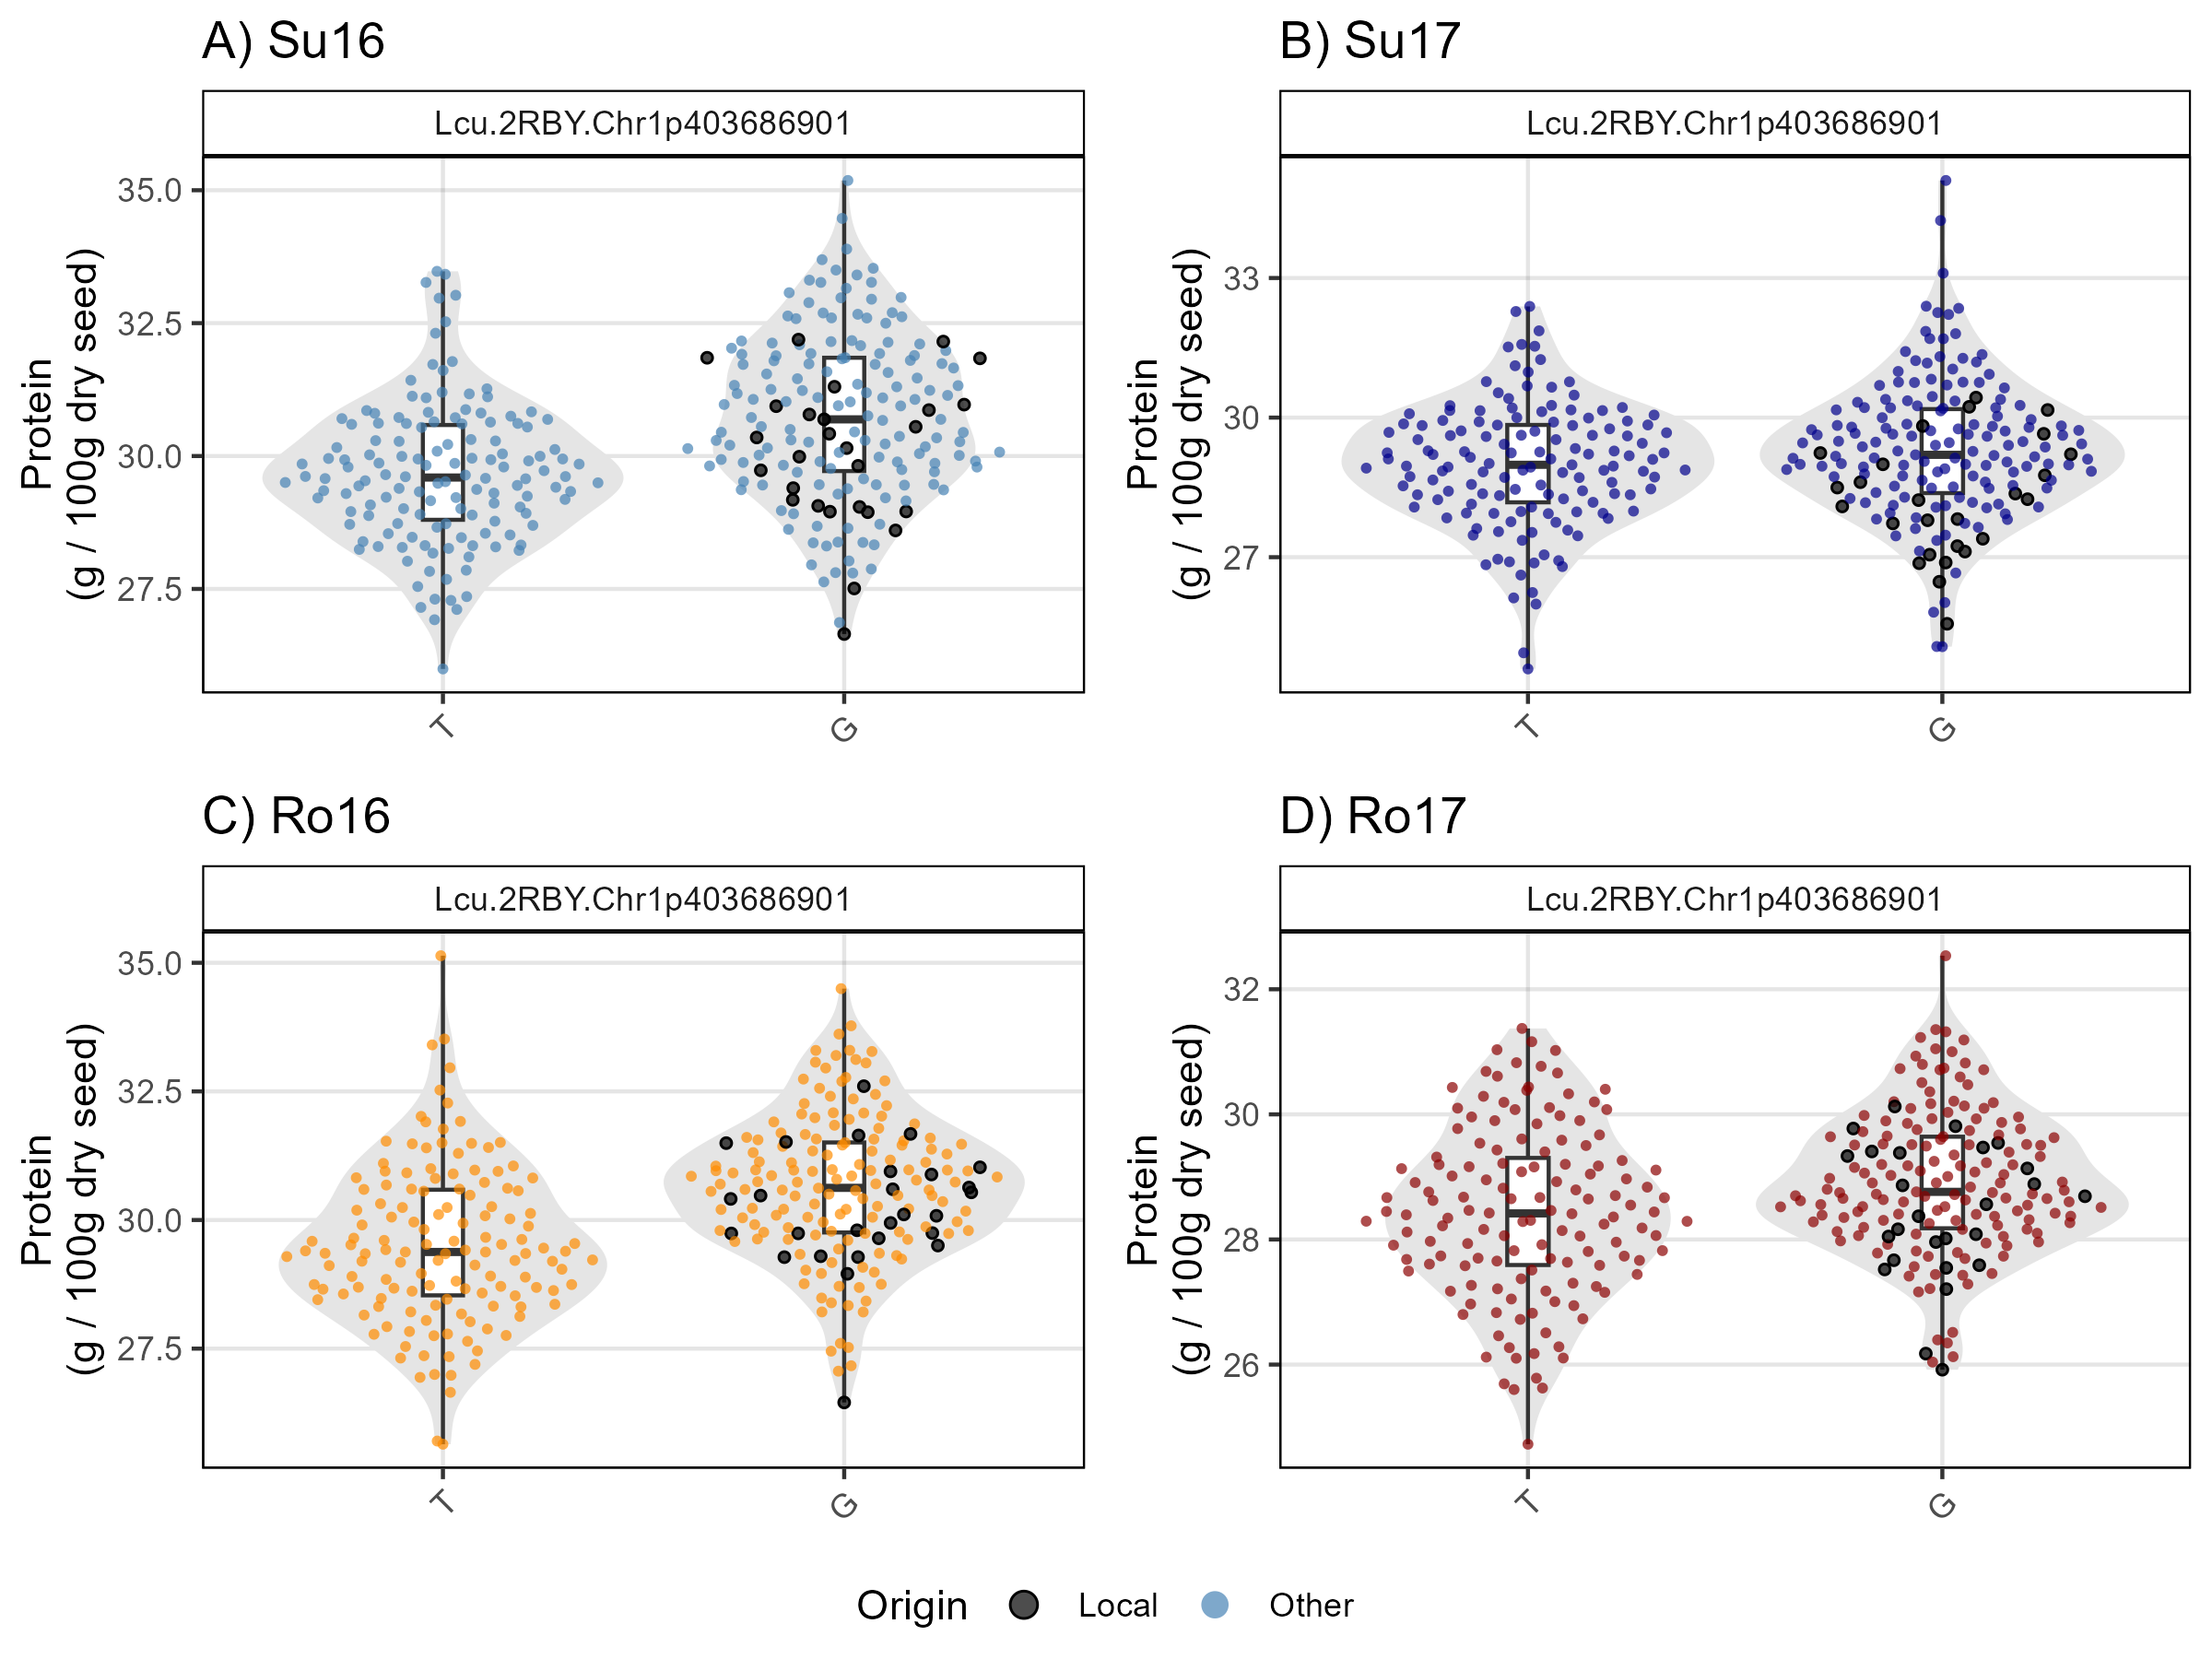 A) Su16
Lcu.2RBY.Chr1p403686901
Protein
(g / 100g dry seed)
35.0
32.5
30.0
27.5
T
G
B) Su17
Lcu.2RBY.Chr1p403686901
Protein
(g / 100g dry seed)
33
30
27
T
G
C) Ro16
Lcu.2RBY.Chr1p403686901
Protein
(g / 100g dry seed)
35.0
32.5
30.0
27.5
T
G
D) Ro17
Lcu.2RBY.Chr1p403686901
Protein
(g / 100g dry seed)
32
30
28
26
T
G
Origin Local Other